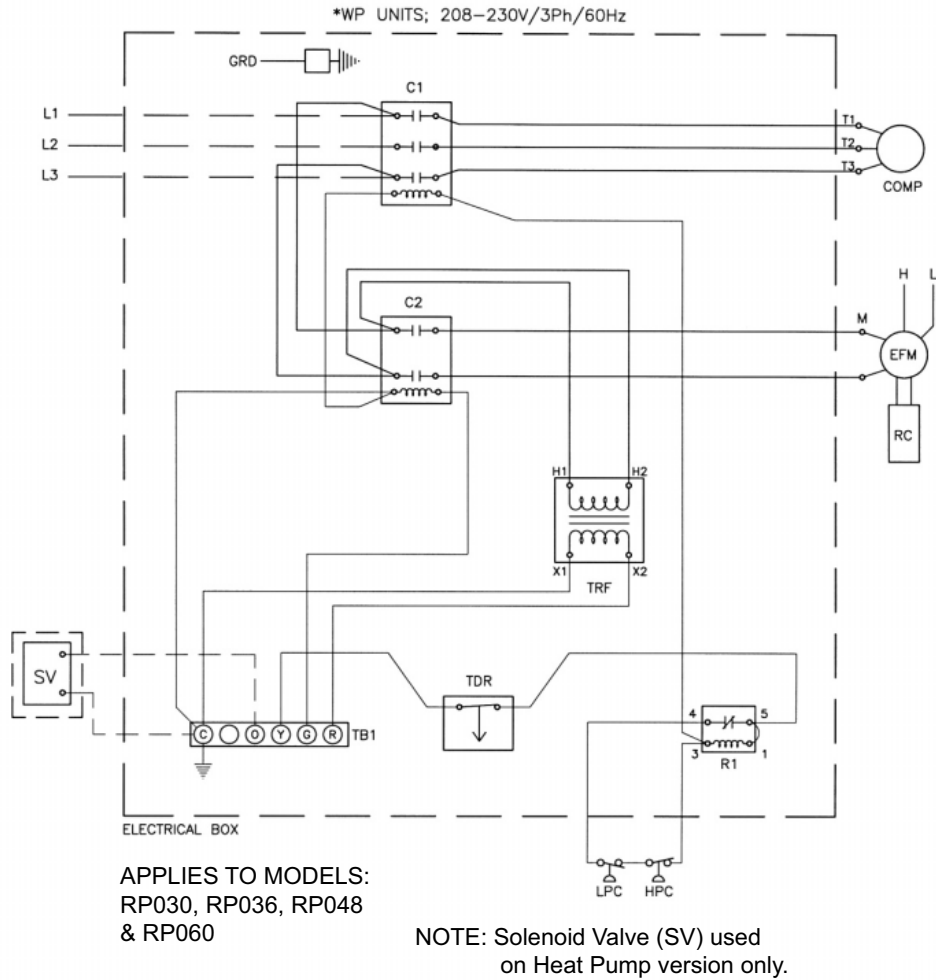 *WP UNITS; 208-230V/3Ph/60Hz
GRD
C1
L1
L2
L3
T1
T2
T3
COMP
C2
H
L
M
EFM
RC
H1
H2
X1
X2
TRF
SV
TDR
C
O
Y
G
R
TB1
4
5
3
1
R1
ELECTRICAL BOX
LPC
HPC
APPLIES TO MODELS:
RP030, RP036, RP048
& RP060
NOTE: Solenoid Valve (SV) used
on Heat Pump version only.